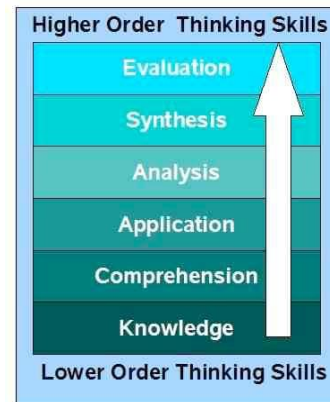 Higher Order Thinking Skills
Evaluation
Synthesis
Analysis
Application
Comprehension
Knowledge
Lower Order Thinking Skills